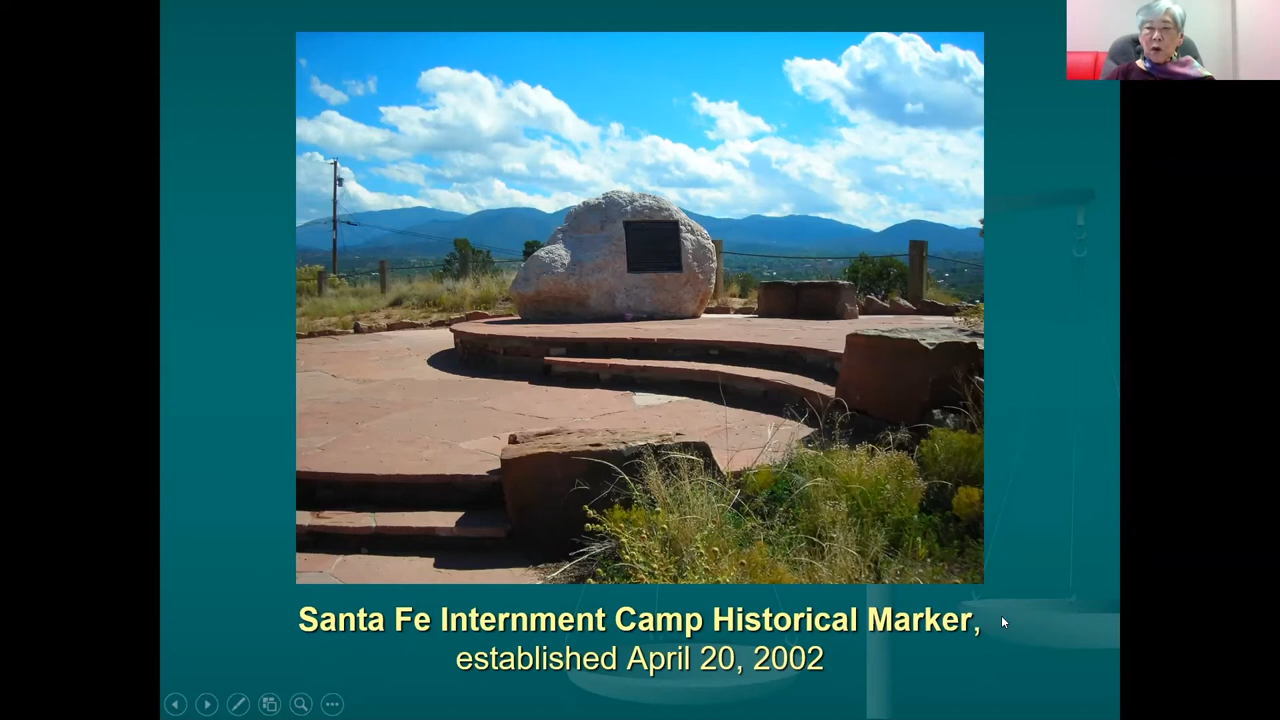 Santa Fe Internment Camp Historical Marker,
established April 20, 2002